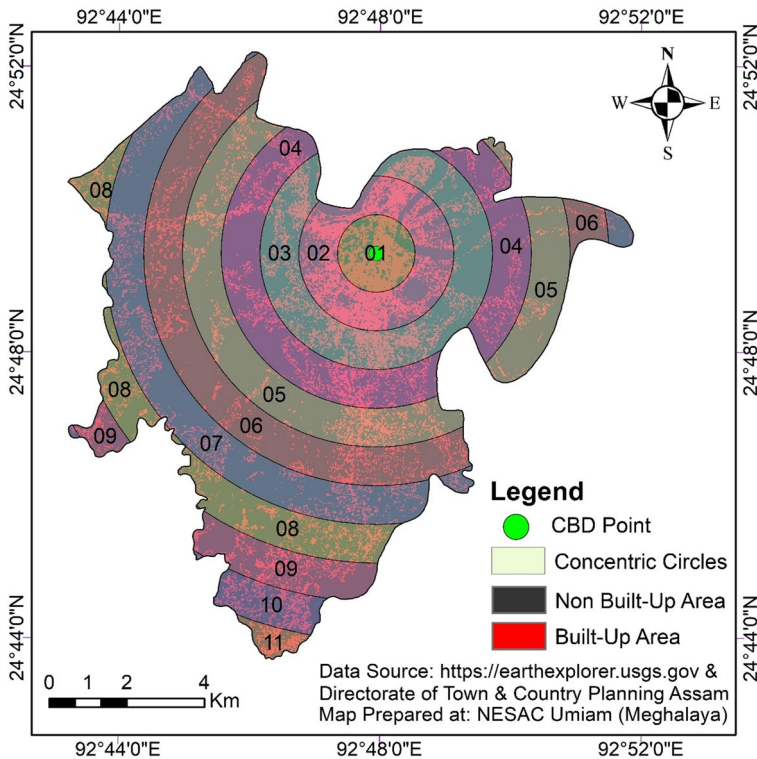 92°44'0"E 92°48'0"E 92°52'0"E
24°52'0"N 24°52'0"N
N
W E
S
04
08
06
03 02 01 04
05
24°48'0"N 24°48'0"N
08 05
09 07 06
08
09
10
11
Legend
CBD Point
Concentric Circles
Non Built-Up Area
Built-Up Area
24°44'0"N 24°44'0"N
0 1 2 4 Km
Data Source: https://earthexplorer.usgs.gov &
Directorate of Town & Country Planning Assam
Map Prepared at: NESAC Umiam (Meghalaya)
92°44'0"E 92°48'0"E 92°52'0"E